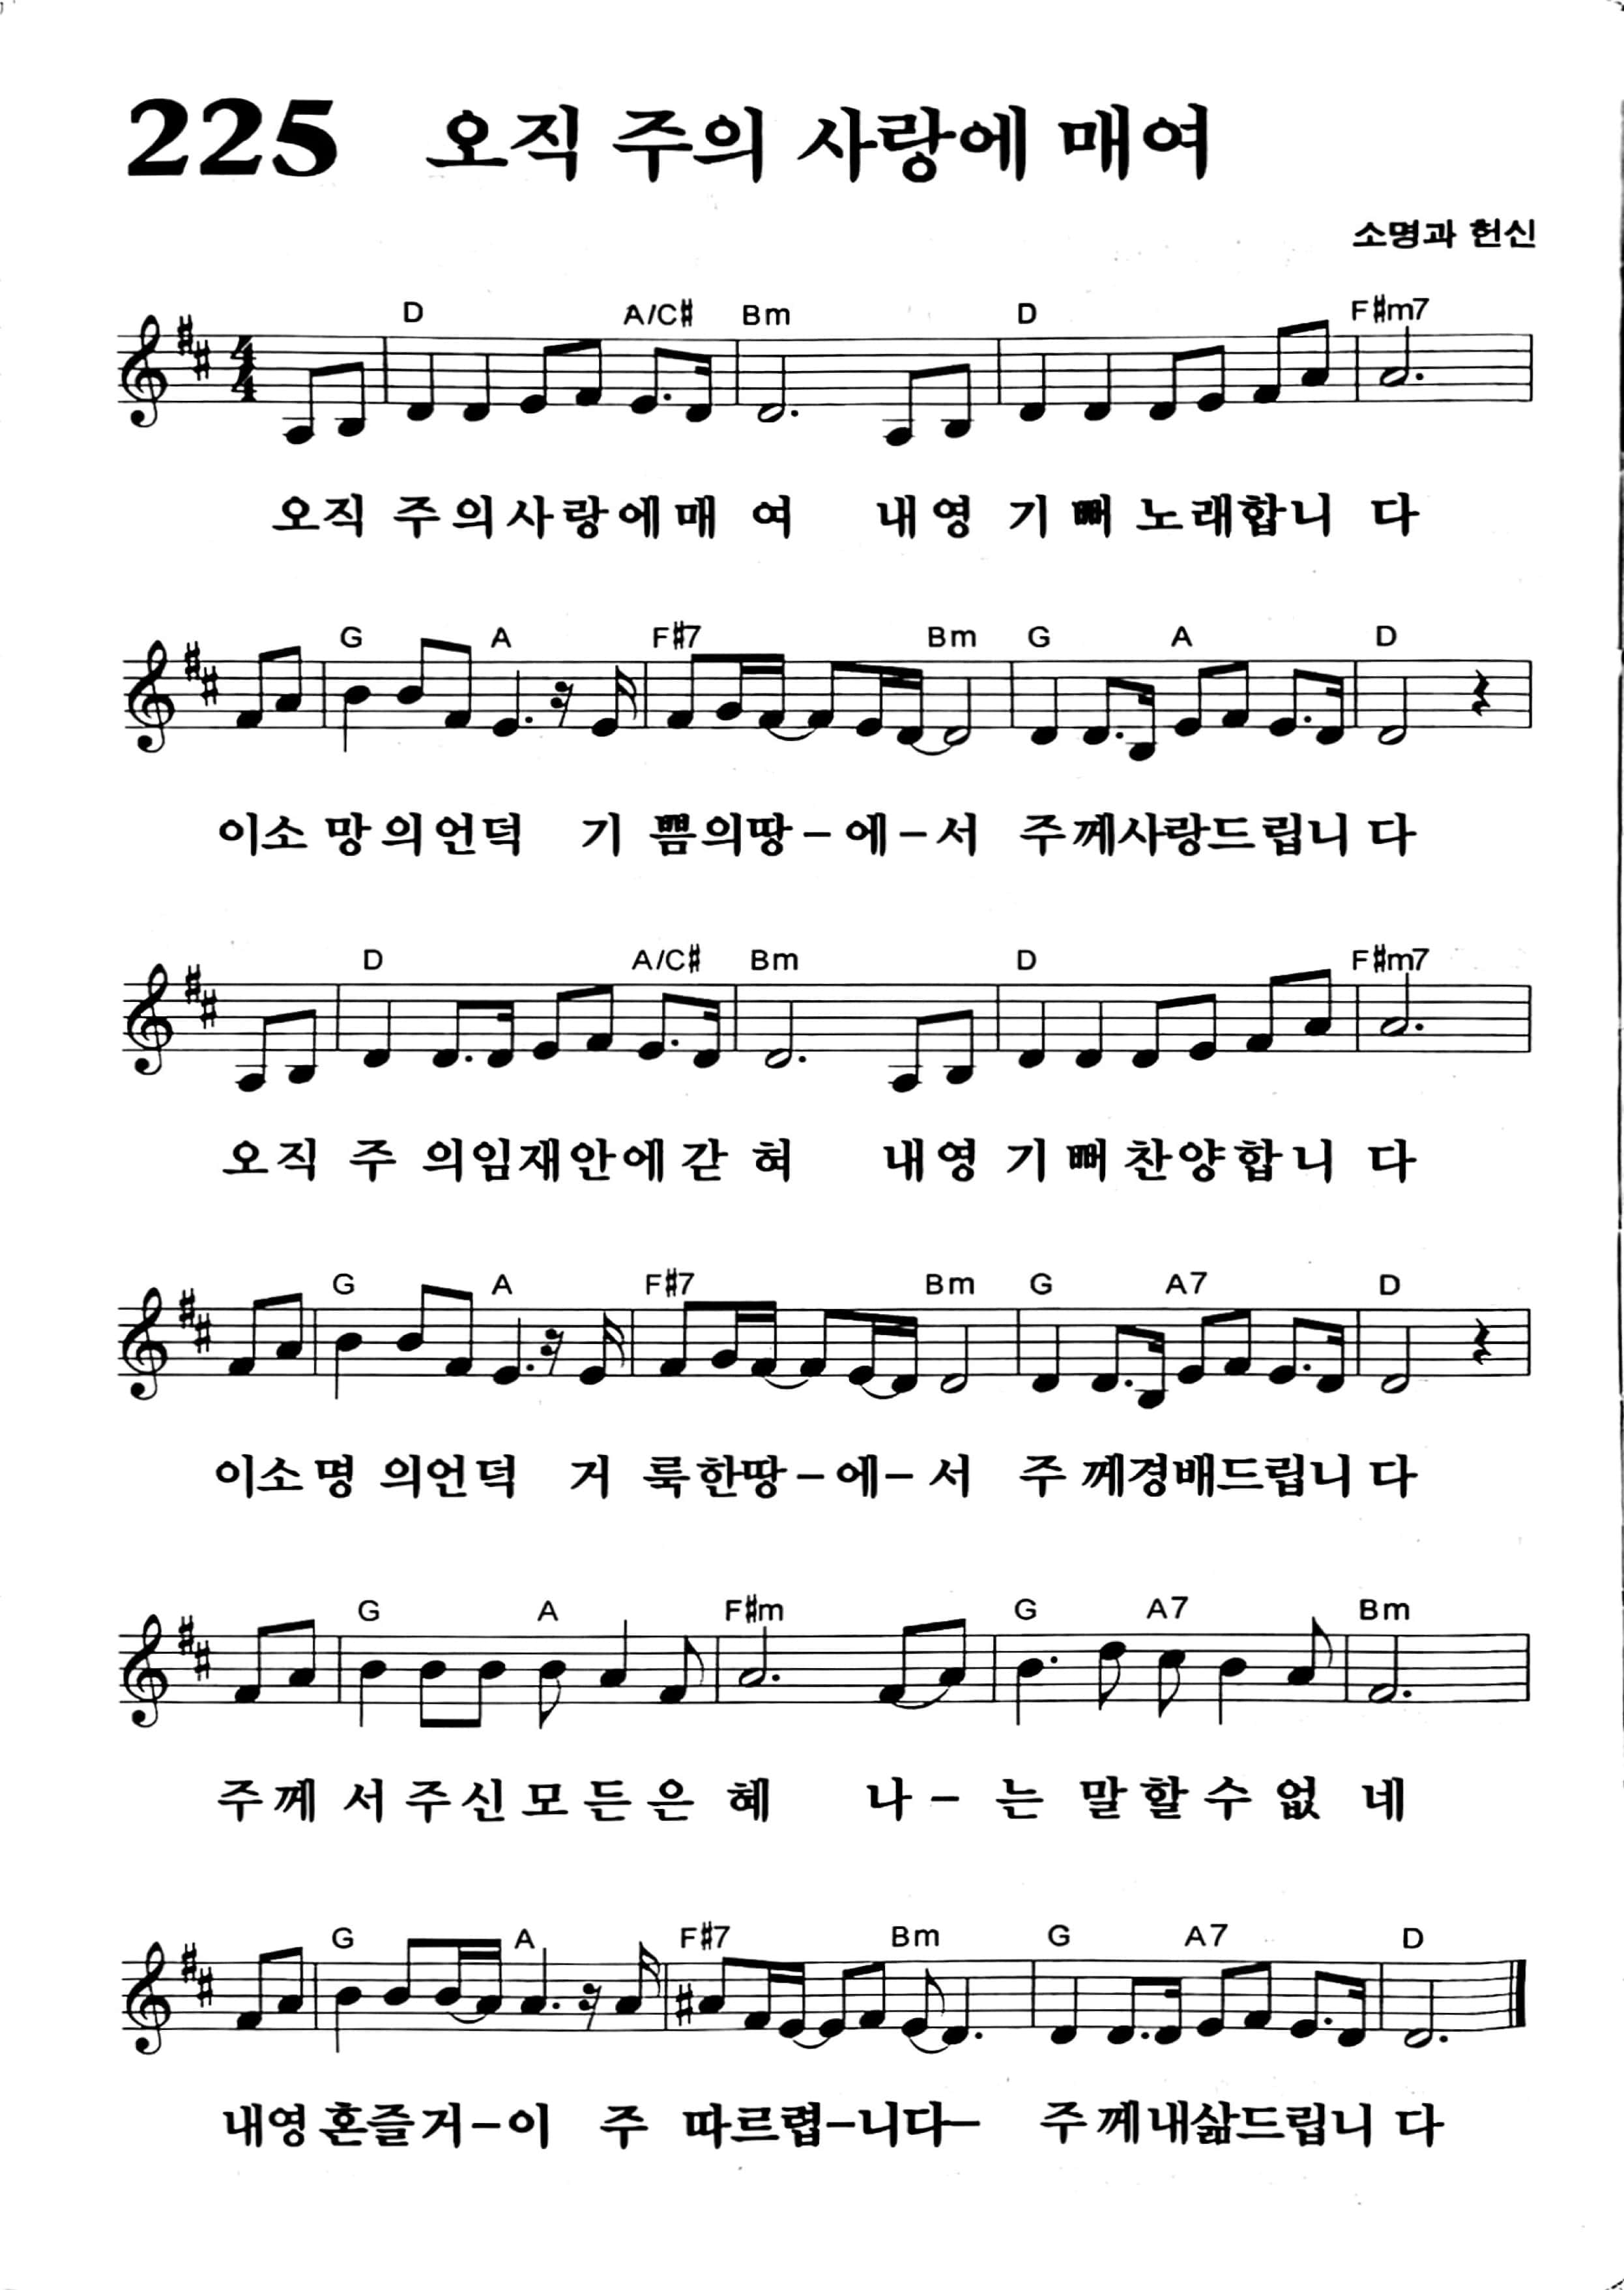 225 오직 주의 사랑에 매여
소명과 헌신
D A/C# Bm D F#m7
4/4
오직 주의사랑에매 여 내영 기 뻐 노래합니 다
G A F#7 Bm G A D
이소 망의언덕 기 쁨의땅-에-서 주께사랑드립니 다
D A/C# Bm D F#m7
오직 주 의임재안에갇 혀 내영 기 뻐 찬양합니 다
G A F#7 Bm G A7 D
이소명 의언덕 거 룩한땅-에-서 주 께경배드립니 다
G A F#m G A7 Bm
주께 서주신모든은 혜 나- 는 말할수 없 네
G A F#7 Bm G A7 D
내영혼즐거-이 주 따르렵-니다- 주께내삶드립니 다